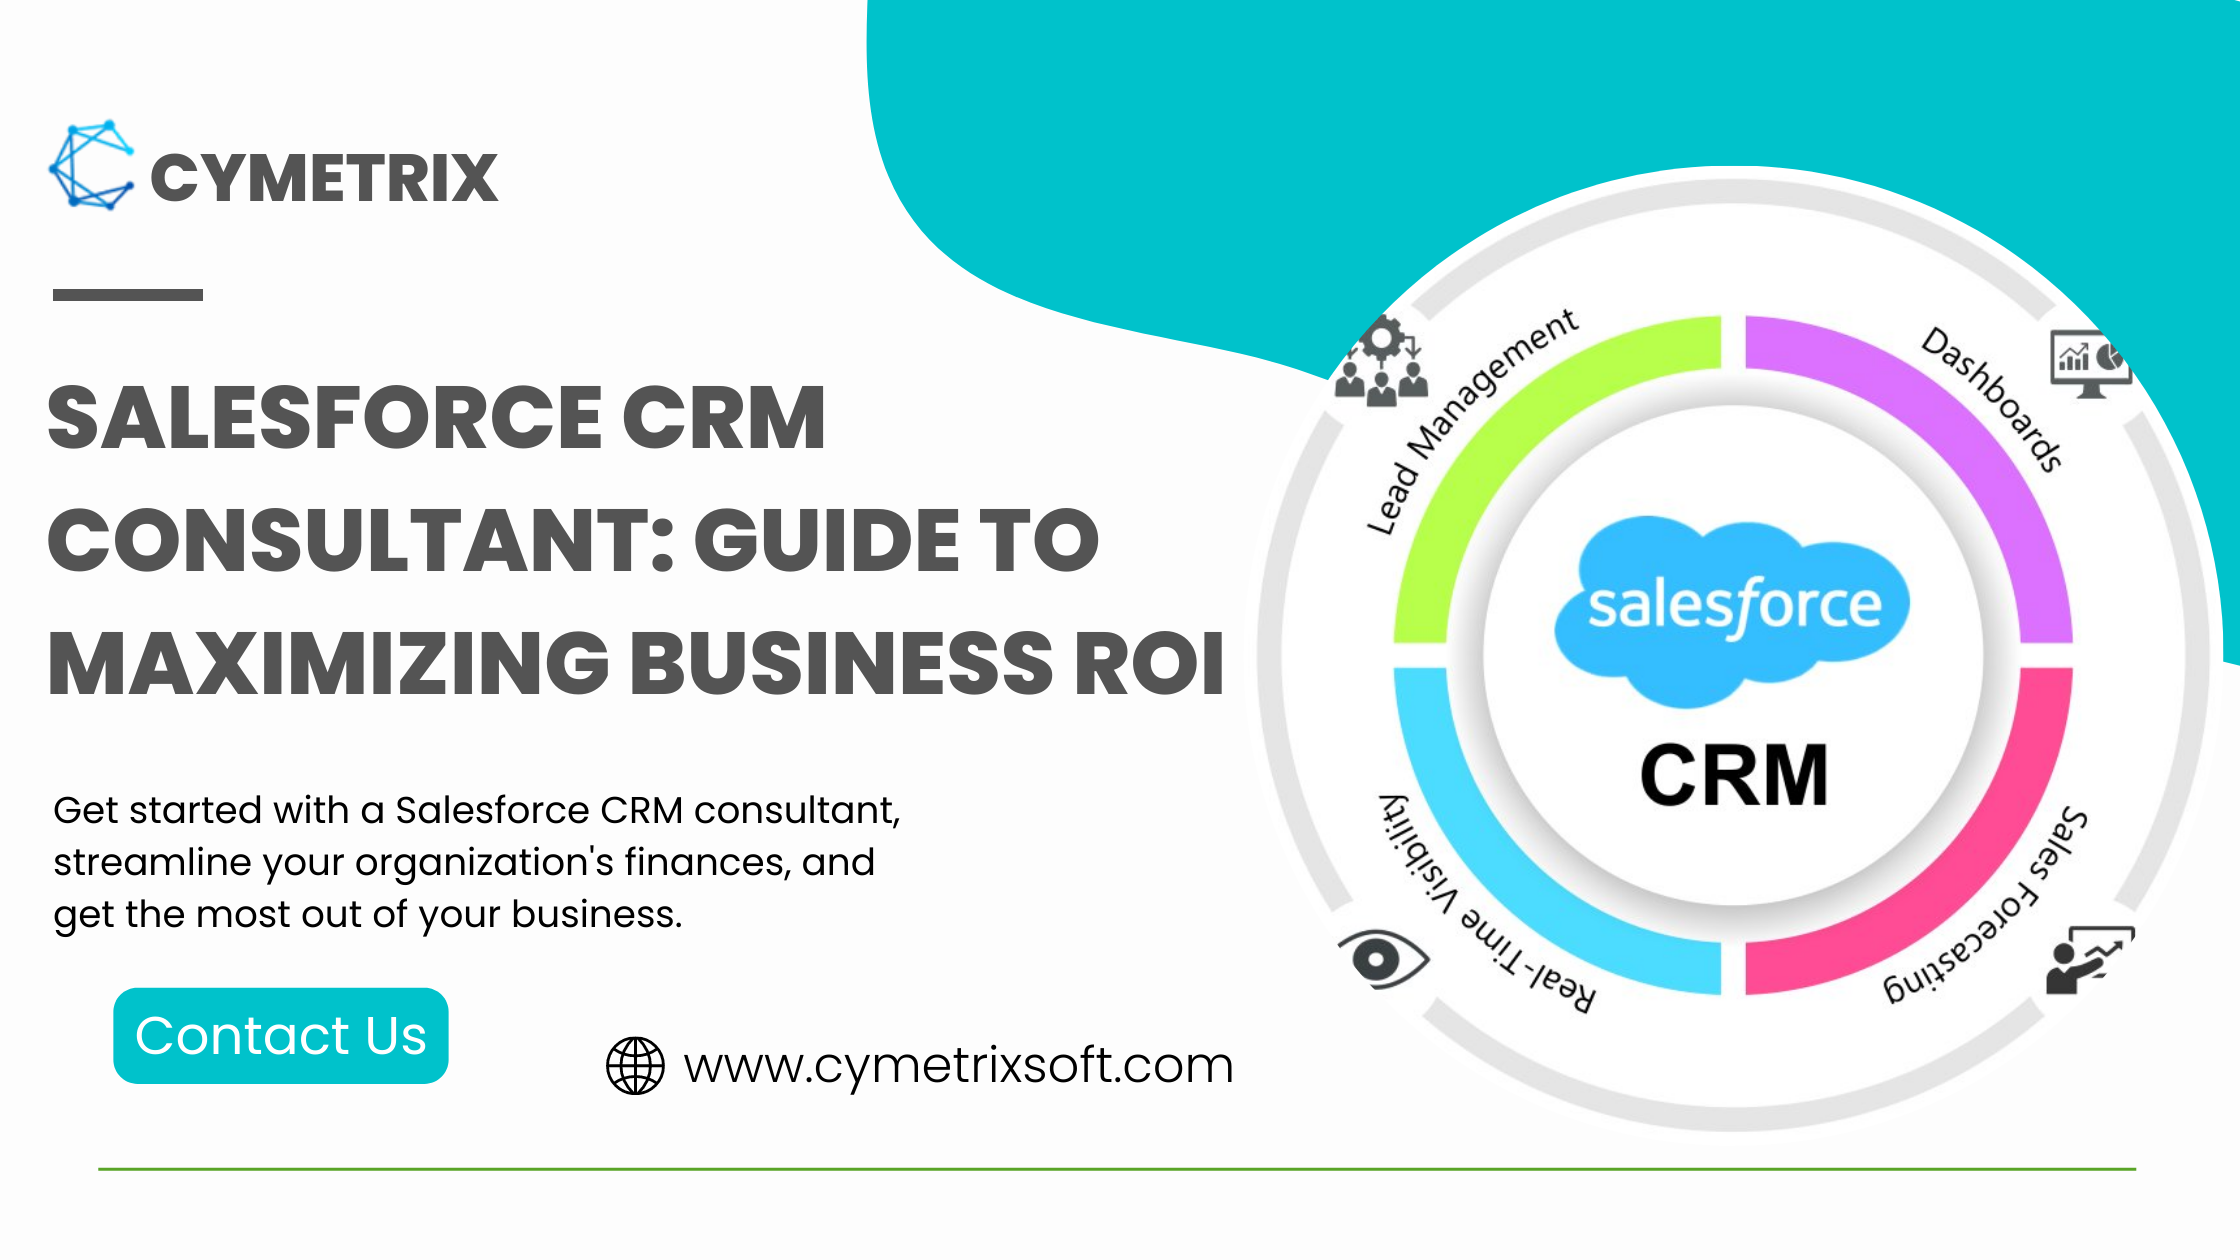 CYMETRIX
SALESFORCE CRM
CONSULTANT: GUIDE TO
MAXIMIZING BUSINESS ROI
Get started with a Salesforce CRM consultant,
streamline your organization's finances, and
get the most out of your business.
Contact Us
www.cymetrixsoft.com
Lead Management
Dashboards
salesforce
CRM
Real-Time Visibility
Sales Forecasting